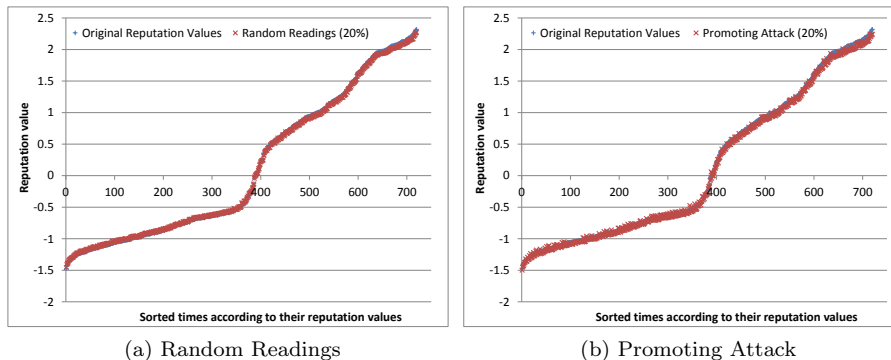 Original Reputation Values
Random Readings (20%)
2.5
2
1.5
1
0.5
0
-0.5
-1
-1.5
-2
0 100 200 300 400 500 600 700
Reputation value
Sorted times according to their reputation values
(a) Random Readings
Original Reputation Values
Promoting Attack (20%)
2.5
2
1.5
1
0.5
0
-0.5
-1
-1.5
-2
0 100 200 300 400 500 600 700
Reputation value
Sorted times according to their reputation values
(b) Promoting Attack